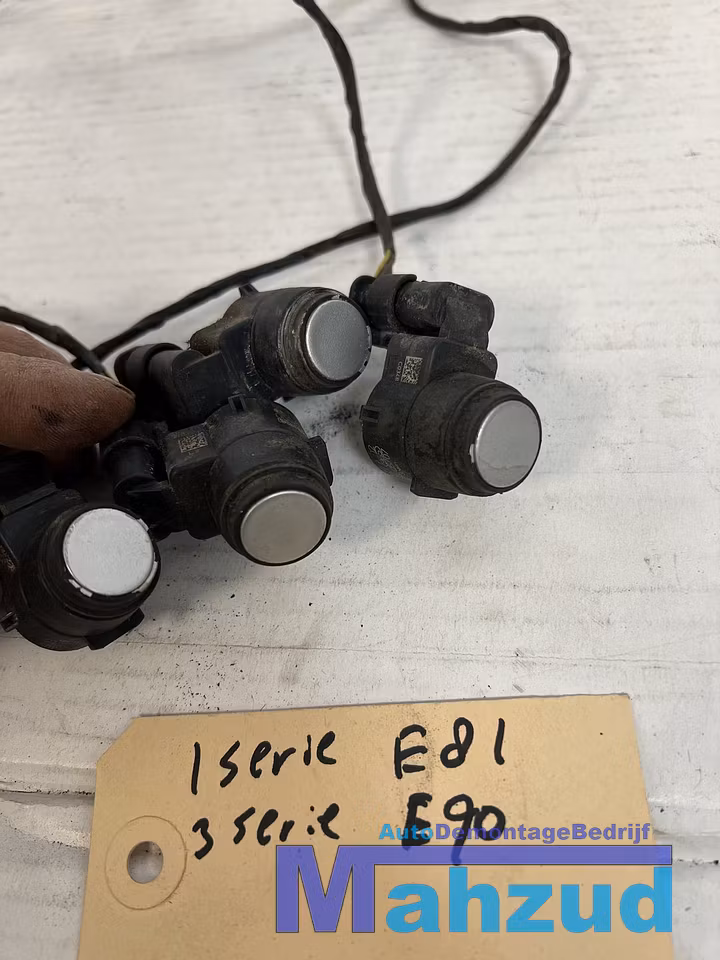 1 serie E81
3 serie E90
AutoDemontageBedrijf
Mahzud